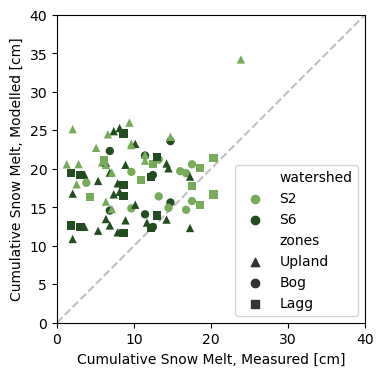 Cumulative Snow Melt, Modelled [cm]
40
35
30
25
20
15
10
5
0
watershed
S2
S6
zones
Upland
Bog
Lagg
0 10 20 30 40
Cumulative Snow Melt, Measured [cm]